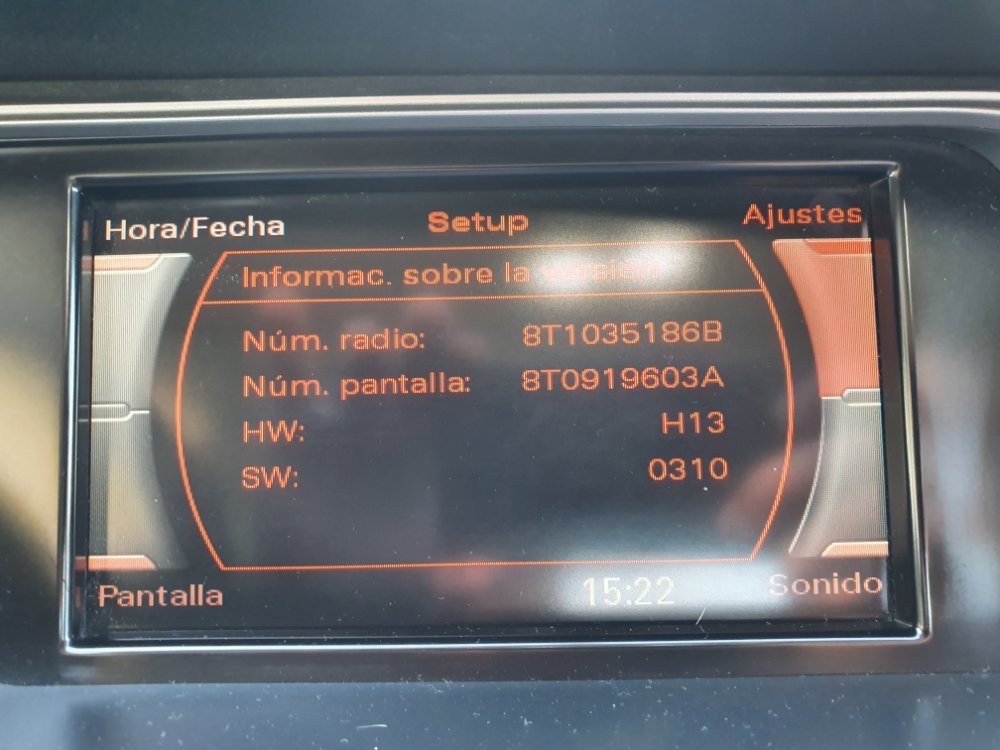 Hora/Fecha Setup Ajustes
Informac. sobre la versión
Núm. radio: 8T1035186B
Núm. pantalla: 8T0919603A
HW: H13
SW: 0310
Pantalla 15:22 Sonido